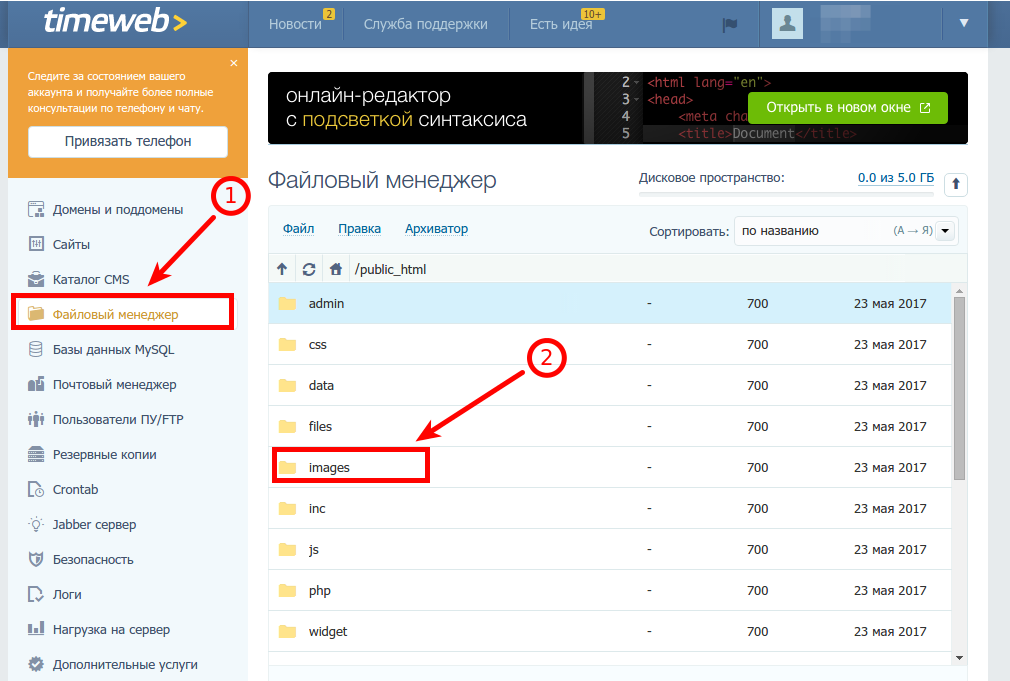 timeweb>
Новости 2
Служба поддержки
Есть идея 10+
Следите за состоянием вашего
аккаунта и получайте более полные
консультации по телефону и чату.
Привязать телефон
1
Домены и поддомены
Сайты
Каталог CMS
Файловый менеджер
Базы данных MySQL
Почтовый менеджер
Пользователи ПУ/FTP
Резервные копии
Crontab
Jabber сервер
Безопасность
Логи
Нагрузка на сервер
Дополнительные услуги
онлайн-редактор
с подсветкой синтаксиса
2 <html lang="en">
3 <head>
4 <meta cha
5 <title>Document</title>
Открыть в новом окне
Файловый менеджер
Дисковое пространство: 0.0 из 5.0 ГБ
Файл Правка Архиватор
Сортировать: по названию (А → Я)
/public_html
admin - 700 23 мая 2017
css - 700 23 мая 2017
data - 700 23 мая 2017
2
files - 700 23 мая 2017
images - 700 23 мая 2017
inc - 700 23 мая 2017
js - 700 23 мая 2017
php - 700 23 мая 2017
widget - 700 23 мая 2017